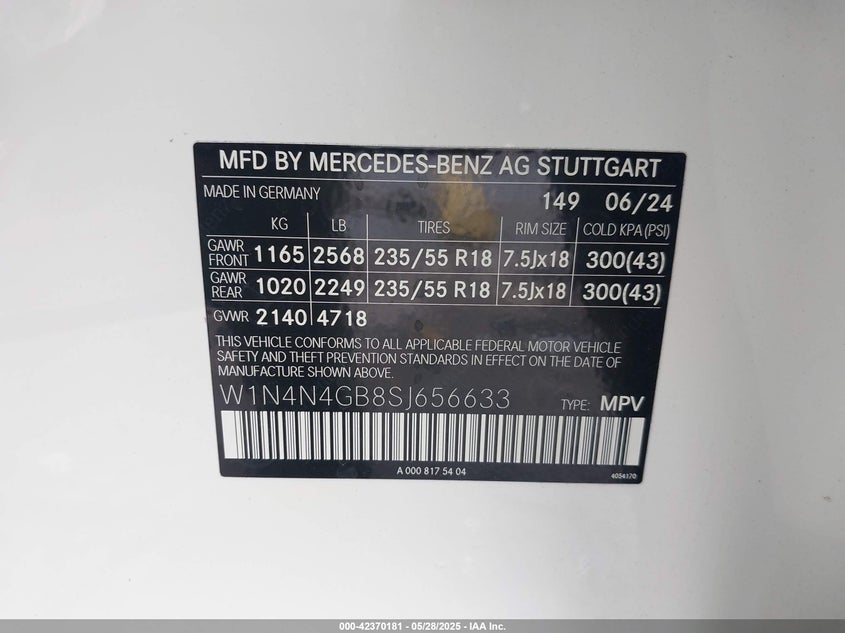 MFD BY MERCEDES-BENZ AG STUTTGART
MADE IN GERMANY 149 06/24
KG LB TIRES RIM SIZE COLD KPA (PSI)
GAWR FRONT 1165 2568 235/55 R18 7.5Jx18 300(43)
GAWR REAR 1020 2249 235/55 R18 7.5Jx18 300(43)
GVWR 2140 4718
THIS VEHICLE CONFORMS TO ALL APPLICABLE FEDERAL MOTOR VEHICLE
SAFETY AND THEFT PREVENTION STANDARDS IN EFFECT ON THE DATE OF
MANUFACTURE SHOWN ABOVE.
W1N4N4GB8SJ656633 TYPE: MPV
A 000 817 54 04
4054170
000-42370181 - 05/28/2025 - IAA Inc.